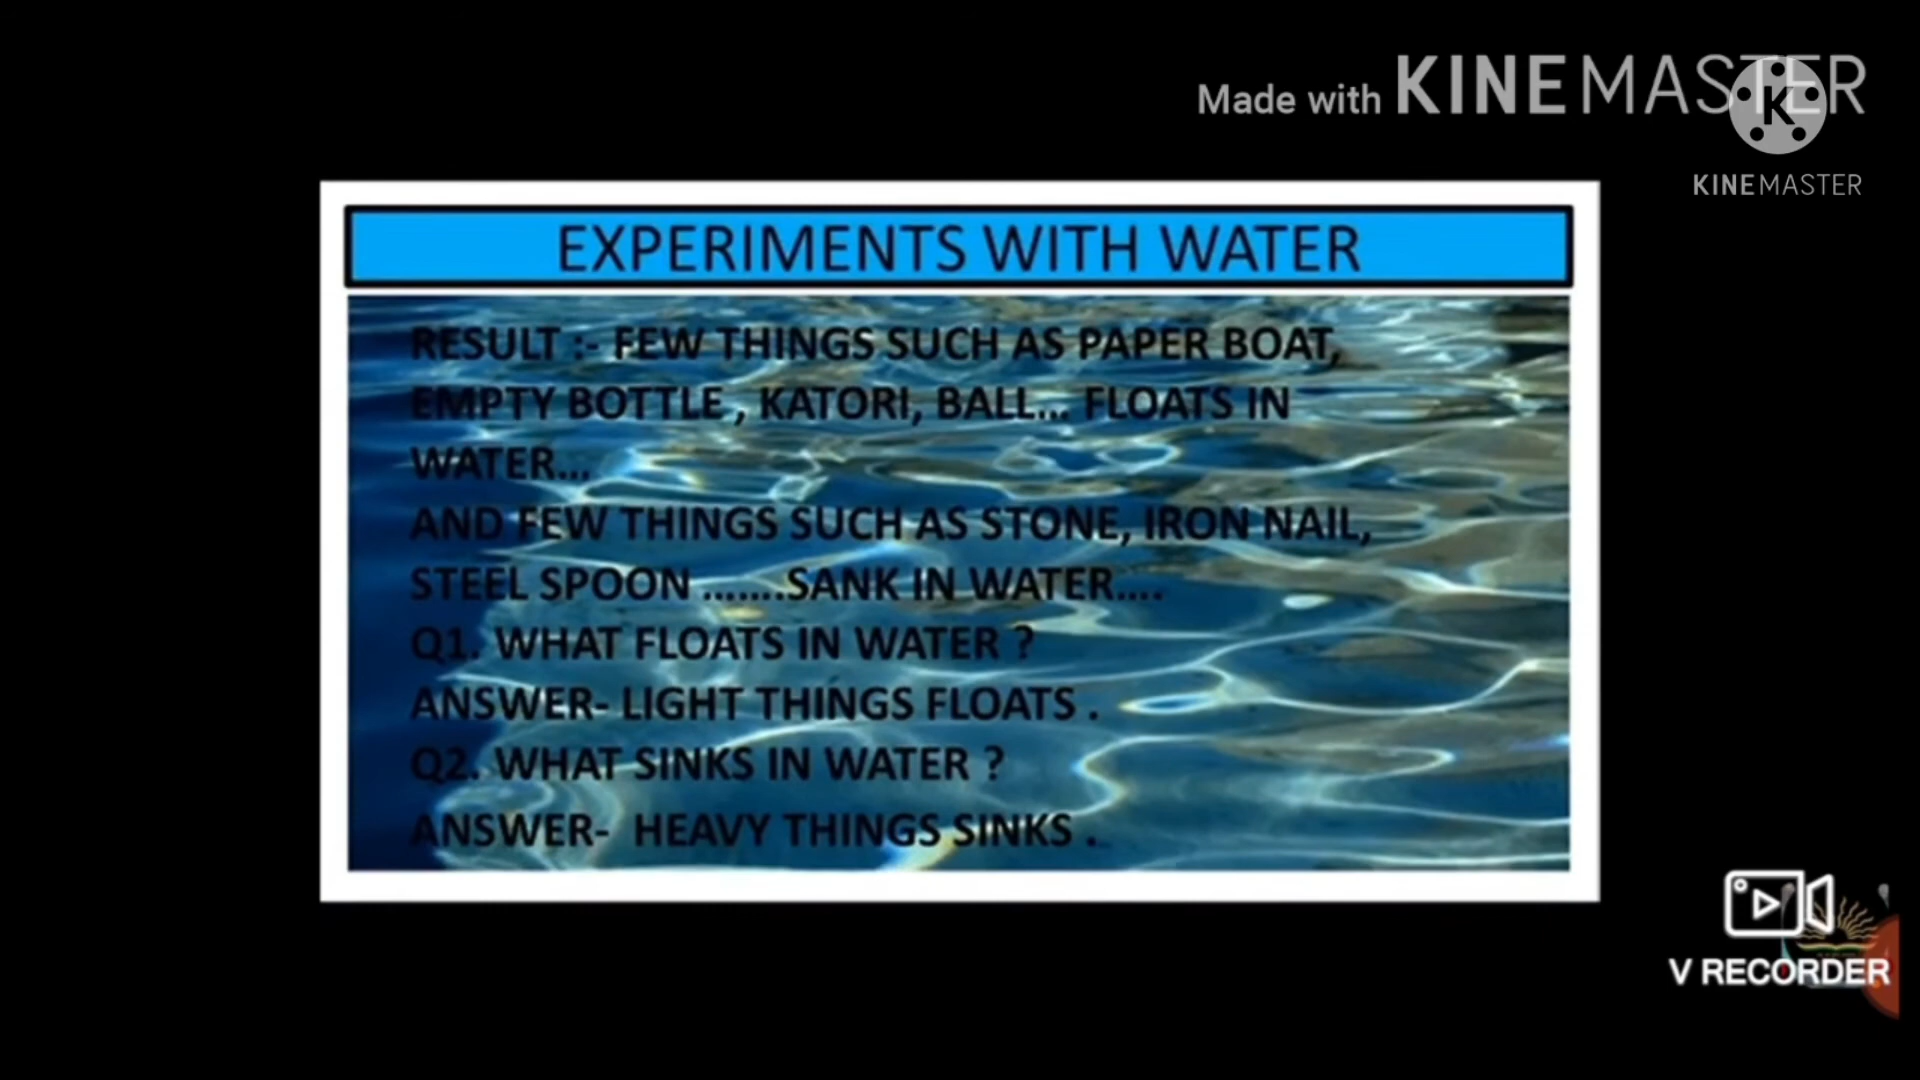 Made with KINEMASTER
K
KINEMASTER
EXPERIMENTS WITH WATER
RESULT :- FEW THINGS SUCH AS PAPER BOAT,
EMPTY BOTTLE , KATORI, BALL... FLOATS IN
WATER...
AND FEW THINGS SUCH AS STONE, IRON NAIL,
STEEL SPOON .......SANK IN WATER....
Q1. WHAT FLOATS IN WATER ?
ANSWER- LIGHT THINGS FLOATS .
Q2. WHAT SINKS IN WATER ?
ANSWER- HEAVY THINGS SINKS .
V RECORDER